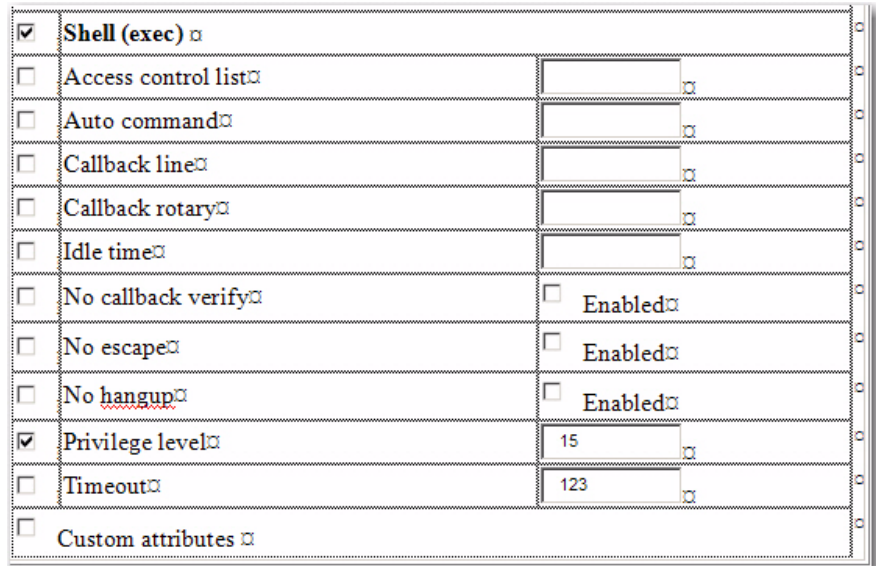 Shell (exec) ¤
Access control list¤ ¤
Auto command¤ ¤
Callback line¤ ¤
Callback rotary¤ ¤
Idle time¤ ¤
No callback verify¤ Enabled¤
No escape¤ Enabled¤
No hangup¤ Enabled¤
Privilege level¤ 15 ¤
Timeout¤ 123 ¤
Custom attributes ¤